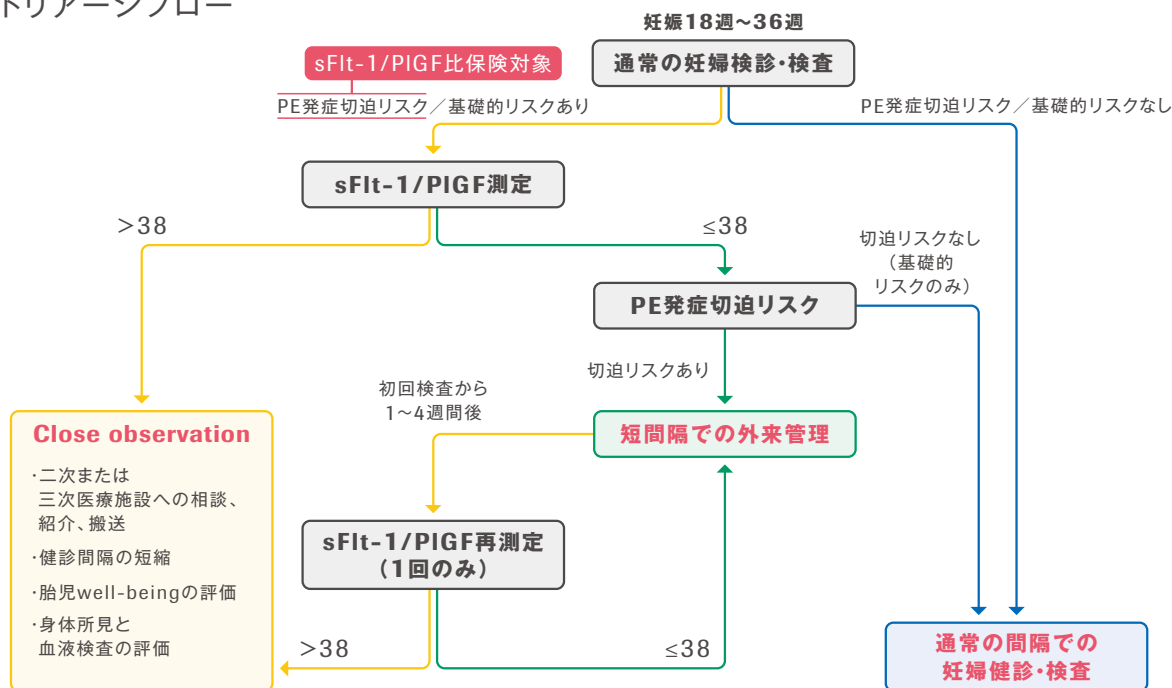 トリアージフロー
妊娠18週～36週
sFlt-1/PlGF比保険対象
通常の妊婦検診・検査
PE発症切迫リスク／基礎的リスクあり
PE発症切迫リスク／基礎的リスクなし
sFlt-1/PlGF測定
＞38
≤38
切迫リスクなし
（基礎的
リスクのみ）
PE発症切迫リスク
切迫リスクあり
初回検査から
1～4週間後
短間隔での外来管理
Close observation
・二次または
三次医療施設への相談、
紹介、搬送
・健診間隔の短縮
・胎児well-beingの評価
・身体所見と
血液検査の評価
sFlt-1/PlGF再測定
（1回のみ）
＞38
≤38
通常の間隔での
妊婦健診・検査